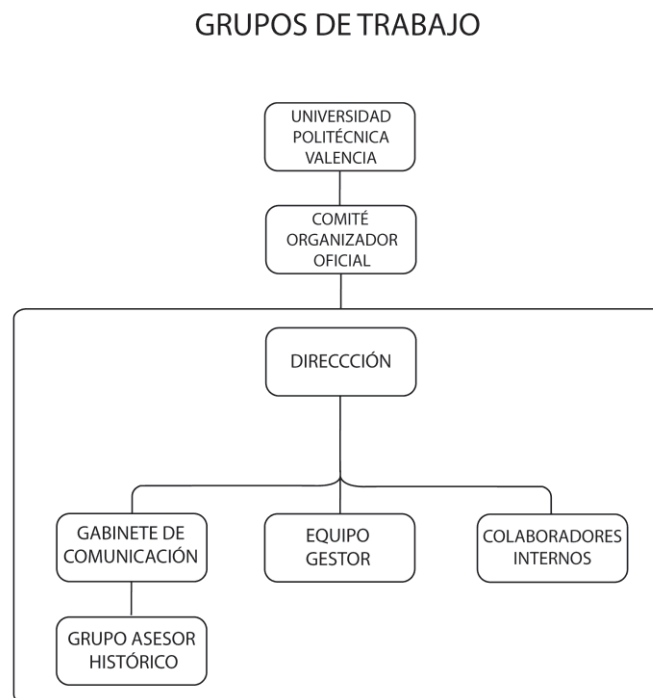 GRUPOS DE TRABAJO
UNIVERSIDAD
POLITÉCNICA
VALENCIA
COMITÉ
ORGANIZADOR
OFICIAL
DIRECCCIÓN
GABINETE DE
COMUNICACIÓN
EQUIPO
GESTOR
COLABORADORES
INTERNOS
GRUPO ASESOR
HISTÓRICO